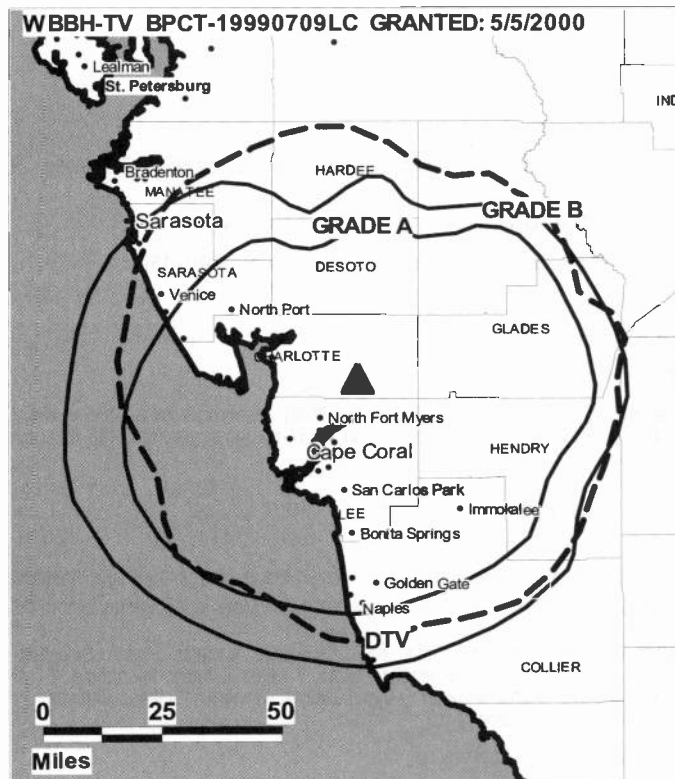 WBBH-TV BPCT-19990709LC GRANTED: 5/5/2000
Lealman
St. Petersburg
IND
Bradenton
HARDEE
MANATEE
Sarasota
GRADE A
GRADE B
SARASOTA
DESOTO
Venice
North Port
GLADES
CHARLOTTE
North Fort Myers
Cape Coral
HENDRY
San Carlos Park
LEE
Immokalee
Bonita Springs
Golden Gate
Naples
DTV
COLLIER
0 25 50
Miles